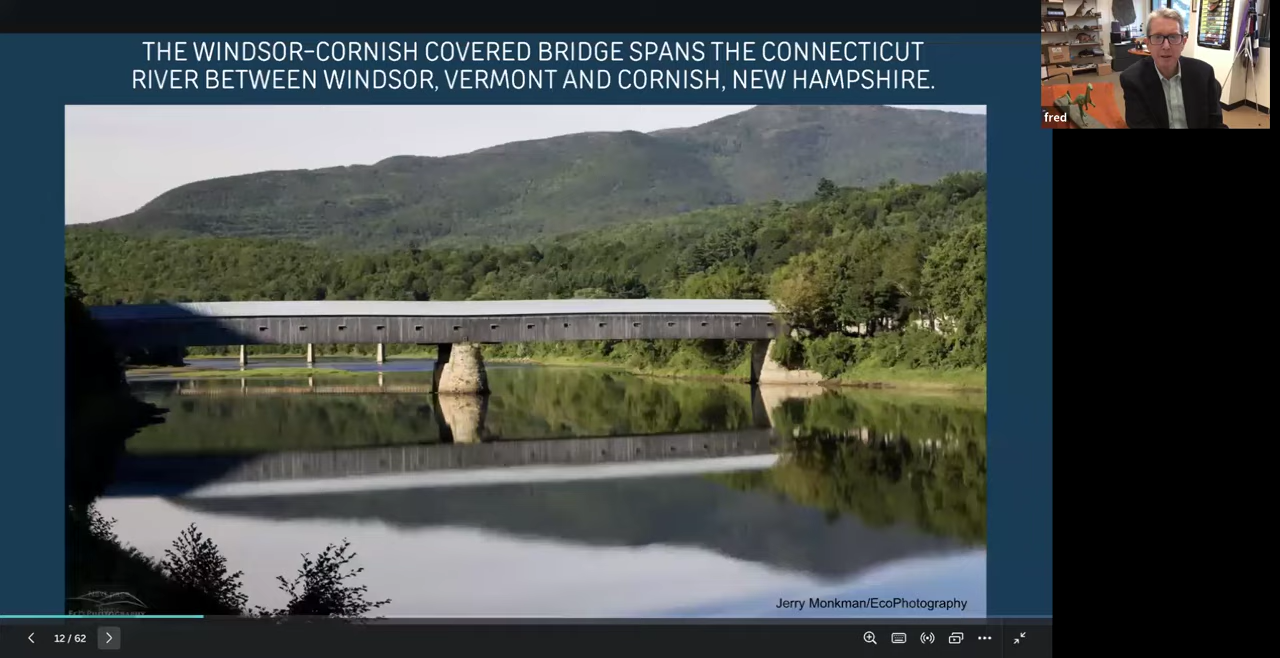 THE WINDSOR–CORNISH COVERED BRIDGE SPANS THE CONNECTICUT
RIVER BETWEEN WINDSOR, VERMONT AND CORNISH, NEW HAMPSHIRE.
fred
Jerry Monkman/EcoPhotography
12 / 62